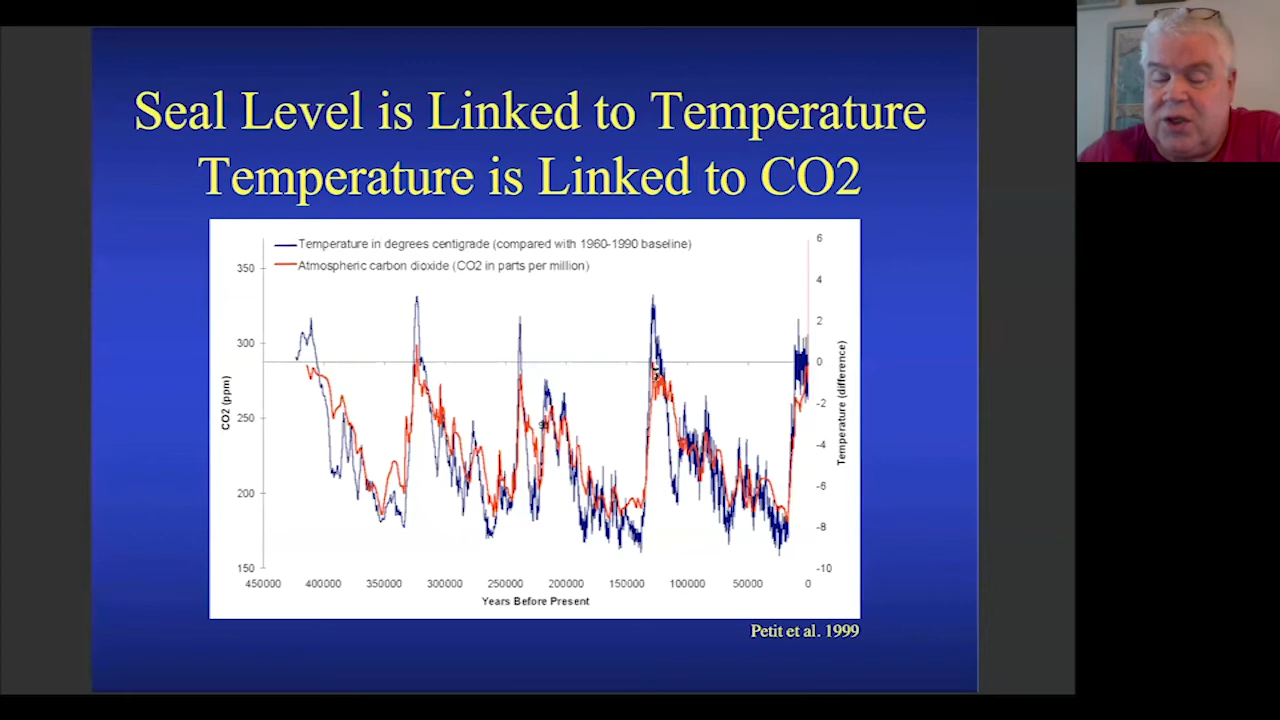 Seal Level is Linked to Temperature
Temperature is Linked to CO2
Temperature in degrees centigrade (compared with 1960-1990 baseline)
Atmospheric carbon dioxide (CO2 in parts per million)
350
300
250
200
150
CO2 (ppm)
6
4
2
0
-2
-4
-6
-8
-10
Temperature (difference)
450000 400000 350000 300000 250000 200000 150000 100000 50000 0
Years Before Present
Petit et al. 1999